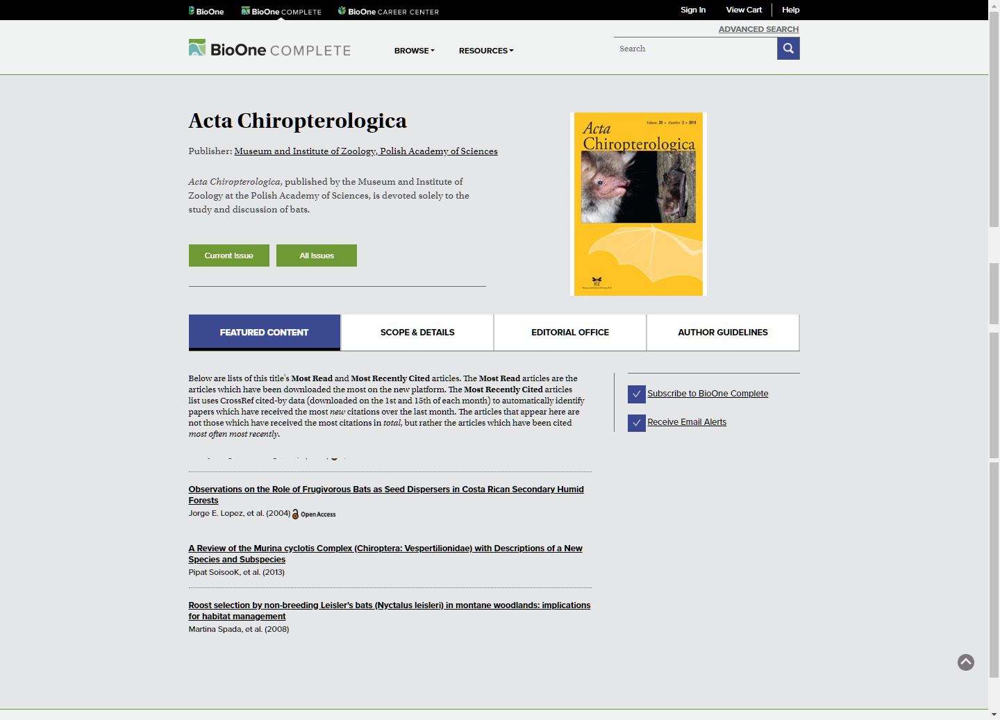 BioOne
BioOne COMPLETE
BioOne CAREER CENTER
Sign In
View Cart
Help
ADVANCED SEARCH
BioOne COMPLETE
BROWSE
RESOURCES
Search
Acta Chiropterologica
Publisher: Museum and Institute of Zoology, Polish Academy of Sciences
Acta Chiropterologica, published by the Museum and Institute of
Zoology at the Polish Academy of Sciences, is devoted solely to the
study and discussion of bats.
Current Issue
All Issues
Volume 20 • Number 2 • 2018
Acta
Chiropterologica
FEATURED CONTENT
SCOPE & DETAILS
EDITORIAL OFFICE
AUTHOR GUIDELINES
Below are lists of this title's Most Read and Most Recently Cited articles. The Most Read articles are the
articles which have been downloaded the most on the new platform. The Most Recently Cited articles
list uses CrossRef cited-by data (downloaded on the 1st and 15th of each month) to automatically identify
papers which have received the most new citations over the last month. The articles that appear here are
not those which have received the most citations in total, but rather the articles which have been cited
most often most recently.
Subscribe to BioOne Complete
Receive Email Alerts
Observations on the Role of Frugivorous Bats as Seed Dispersers in Costa Rican Secondary Humid
Forests
Jorge E. Lopez, et al. (2004) Open Access
A Review of the Murina cyclotis Complex (Chiroptera: Vespertilionidae) with Descriptions of a New
Species and Subspecies
Pipat SoisooK, et al. (2013)
Roost selection by non-breeding Leisler's bats (Nyctalus leisleri) in montane woodlands: implications
for habitat management
Martina Spada, et al. (2008)